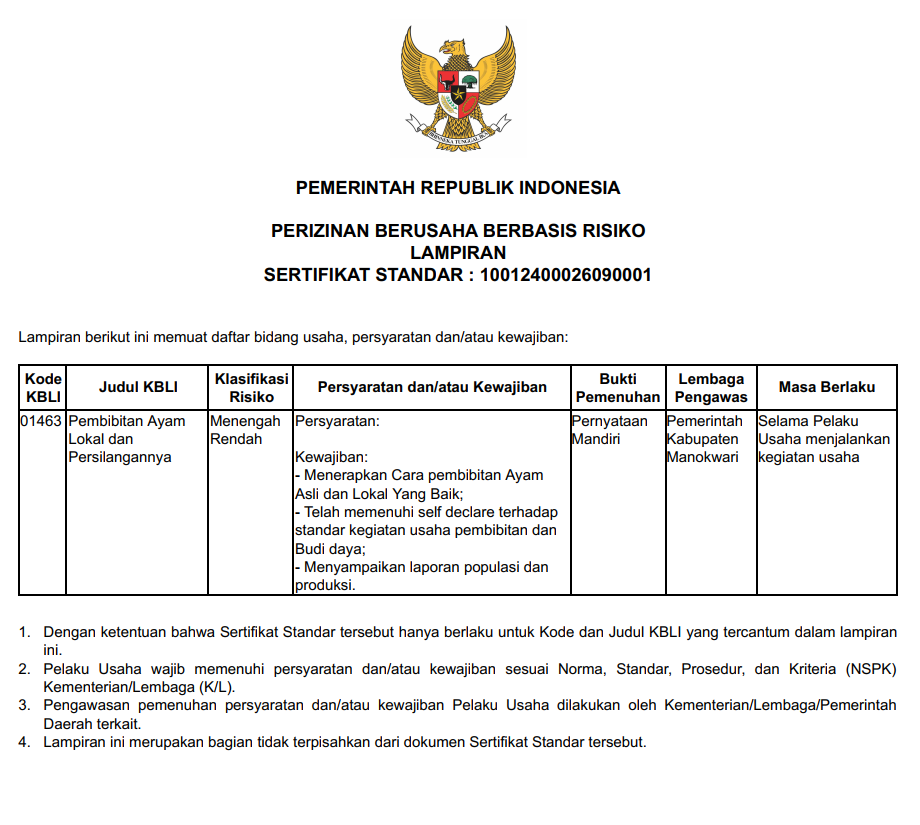 BHINNEKA TUNGGAL IKA
PEMERINTAH REPUBLIK INDONESIA
PERIZINAN BERUSAHA BERBASIS RISIKO
LAMPIRAN
SERTIFIKAT STANDAR : 10012400026090001
Lampiran berikut ini memuat daftar bidang usaha, persyaratan dan/atau kewajiban:
Kode KBLI
Judul KBLI
Klasifikasi Risiko
Persyaratan dan/atau Kewajiban
Bukti Pemenuhan
Lembaga Pengawas
Masa Berlaku
01463
Pembibitan Ayam
Lokal dan
Persilangannya
Menengah
Rendah
Persyaratan:
Kewajiban:
- Menerapkan Cara pembibitan Ayam
Asli dan Lokal Yang Baik;
- Telah memenuhi self declare terhadap
standar kegiatan usaha pembibitan dan
Budi daya;
- Menyampaikan laporan populasi dan
produksi.
Pernyataan
Mandiri
Pemerintah
Kabupaten
Manokwari
Selama Pelaku
Usaha menjalankan
kegiatan usaha
1. Dengan ketentuan bahwa Sertifikat Standar tersebut hanya berlaku untuk Kode dan Judul KBLI yang tercantum dalam lampiran
ini.
2. Pelaku Usaha wajib memenuhi persyaratan dan/atau kewajiban sesuai Norma, Standar, Prosedur, dan Kriteria (NSPK)
Kementerian/Lembaga (K/L).
3. Pengawasan pemenuhan persyaratan dan/atau kewajiban Pelaku Usaha dilakukan oleh Kementerian/Lembaga/Pemerintah
Daerah terkait.
4. Lampiran ini merupakan bagian tidak terpisahkan dari dokumen Sertifikat Standar tersebut.